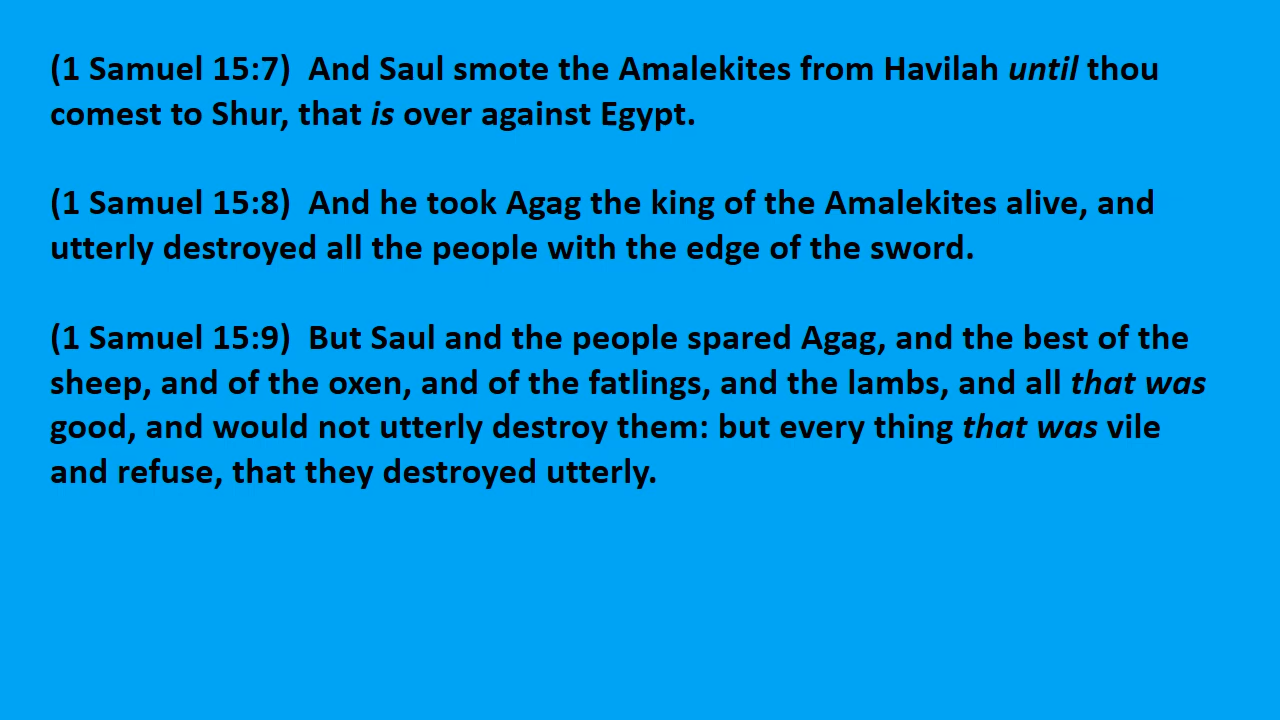 (1 Samuel 15:7)  And Saul smote the Amalekites from Havilah until thou
comest to Shur, that is over against Egypt.
(1 Samuel 15:8)  And he took Agag the king of the Amalekites alive, and
utterly destroyed all the people with the edge of the sword.
(1 Samuel 15:9)  But Saul and the people spared Agag, and the best of the
sheep, and of the oxen, and of the fatlings, and the lambs, and all that was
good, and would not utterly destroy them: but every thing that was vile
and refuse, that they destroyed utterly.